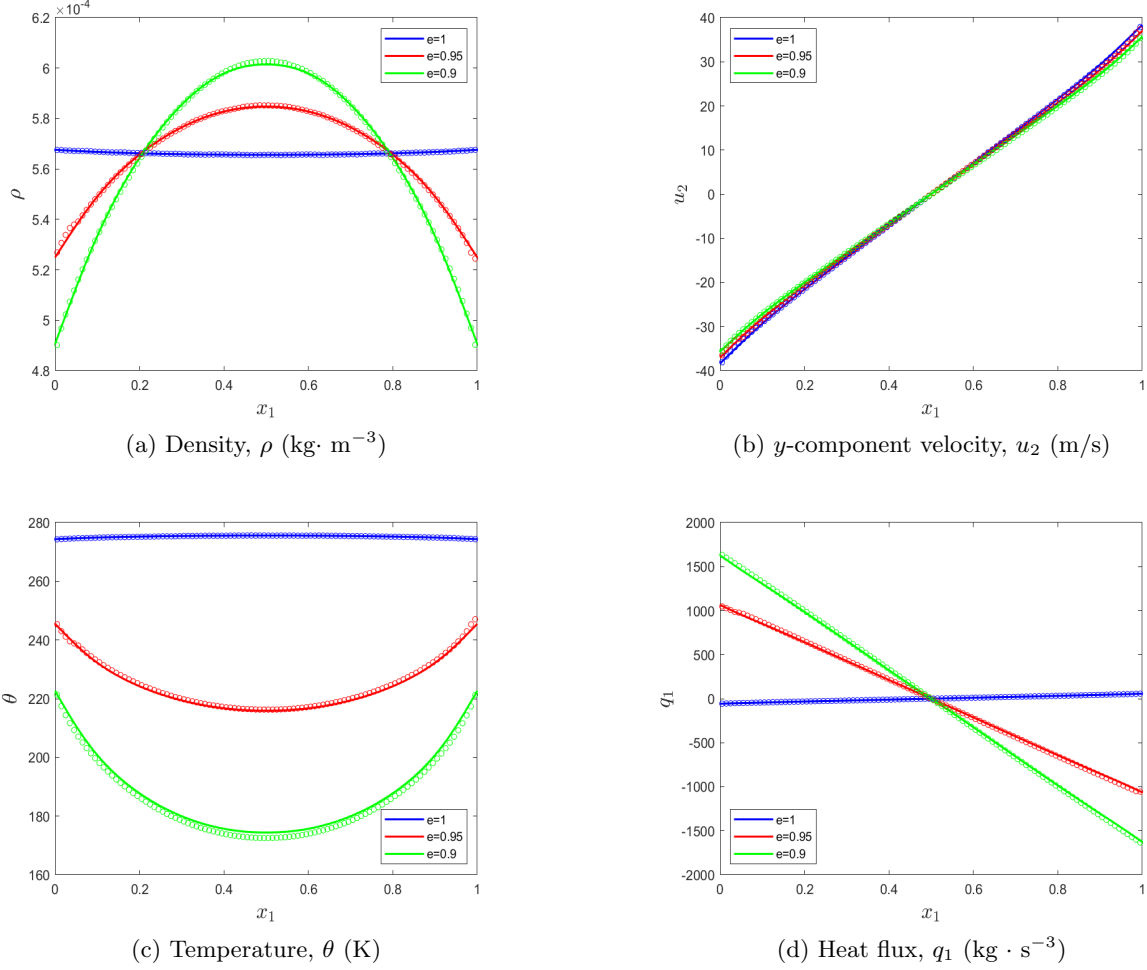 ×10⁻⁴
6.2
6
5.8
5.6
5.4
5.2
5
4.8
ρ
0 0.2 0.4 0.6 0.8 1
x₁
e=1
e=0.95
e=0.9
(a) Density, ρ (kg· m⁻³)
40
30
20
10
0
-10
-20
-30
-40
u₂
0 0.2 0.4 0.6 0.8 1
x₁
e=1
e=0.95
e=0.9
(b) y-component velocity, u₂ (m/s)
280
260
240
220
200
180
160
θ
0 0.2 0.4 0.6 0.8 1
x₁
e=1
e=0.95
e=0.9
(c) Temperature, θ (K)
2000
1500
1000
500
0
-500
-1000
-1500
-2000
q₁
0 0.2 0.4 0.6 0.8 1
x₁
e=1
e=0.95
e=0.9
(d) Heat flux, q₁ (kg · s⁻³)